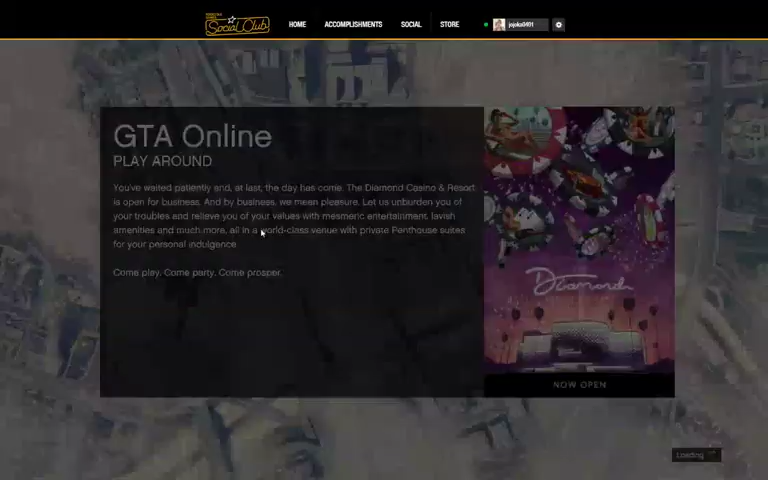 Social Club
HOME
ACCOMPLISHMENTS
SOCIAL
STORE
jojoka0401
GTA Online
PLAY AROUND
You've waited patiently and, at last, the day has come. The Diamond Casino & Resort
is open for business. And by business, we mean pleasure. Let us unburden you of
your troubles and relieve you of your values with mesmeric entertainment, lavish
amenities and much more, all in a world-class venue with private Penthouse suites
for your personal indulgence
Come play. Come party. Come prosper.
Diamond
NOW OPEN
Loading